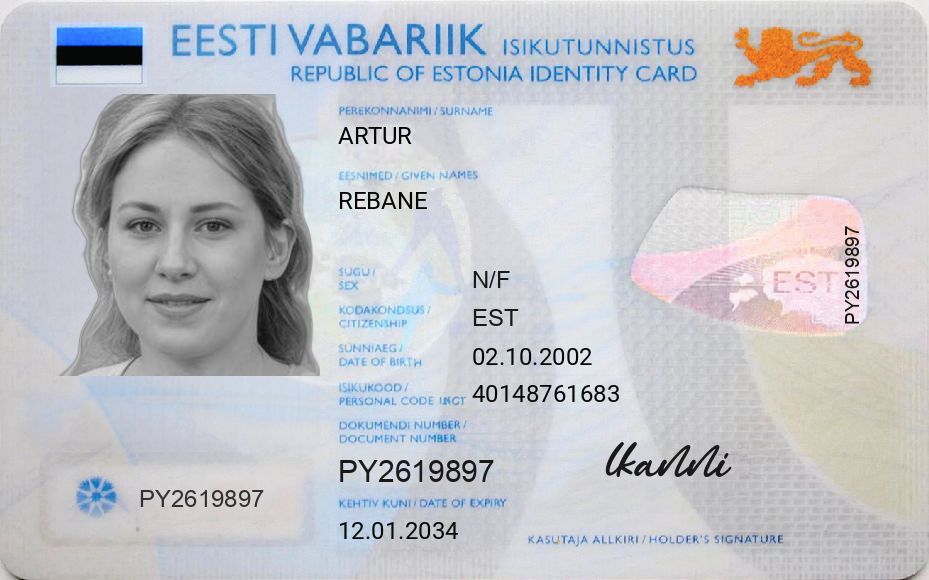 EESTI VABARIIK ISIKUTUNNISTUS
REPUBLIC OF ESTONIA IDENTITY CARD
PEREKONNANIMI / SURNAME
ARTUR
EESNIMED / GIVEN NAMES
REBANE
SUGU /
SEX
N/F
KODAKONDSUS /
CITIZENSHIP
EST
SÜNNIAEG /
DATE OF BIRTH
02.10.2002
ISIKUKOOD /
PERSONAL CODE
40148761683
DOKUMENDI NUMBER /
DOCUMENT NUMBER
PY2619897
KEHTIV KUNI / DATE OF EXPIRY
12.01.2034
PY2619897
EST
PY2619897
KASUTAJA ALLKIRI / HOLDER'S SIGNATURE